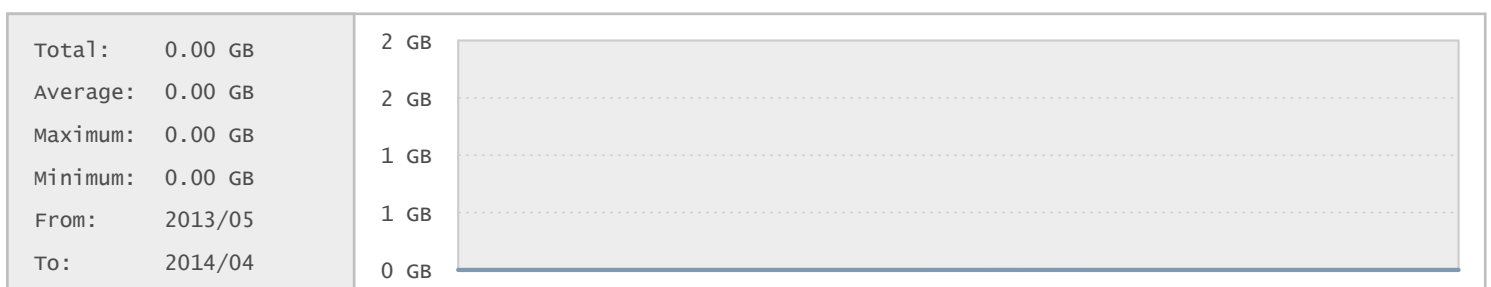 Total: 0.00 GB
Average: 0.00 GB
Maximum: 0.00 GB
Minimum: 0.00 GB
From: 2013/05
To: 2014/04
2 GB
2 GB
1 GB
1 GB
0 GB